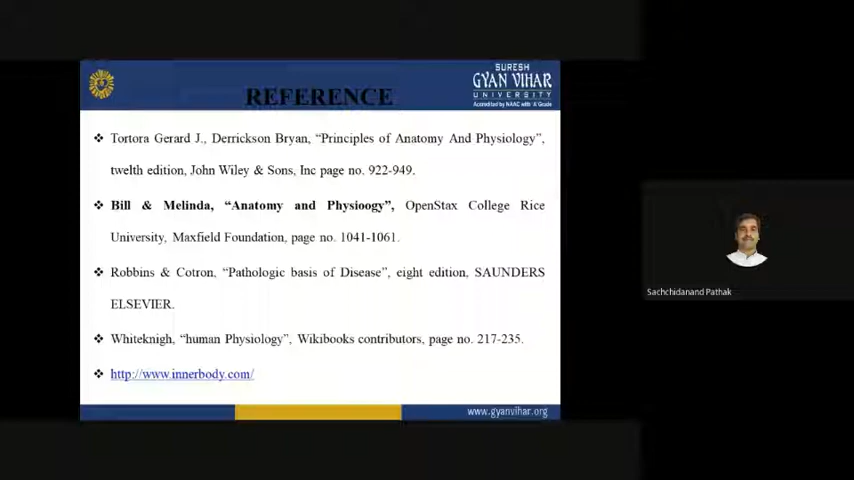 SURESH
GYAN VIHAR
UNIVERSITY
Accredited by NAAC with 'A' Grade
REFERENCE
❖ Tortora Gerard J., Derrickson Bryan, “Principles of Anatomy And Physiology”,
twelth edition, John Wiley & Sons, Inc page no. 922-949.
❖ Bill & Melinda, “Anatomy and Physioogy”, OpenStax College Rice
University, Maxfield Foundation, page no. 1041-1061.
❖ Robbins & Cotron, “Pathologic basis of Disease”, eight edition, SAUNDERS
ELSEVIER.
❖ Whiteknigh, “human Physiology”, Wikibooks contributors, page no. 217-235.
❖ http://www.innerbody.com/
www.gyanvihar.org
Sachchidanand Pathak